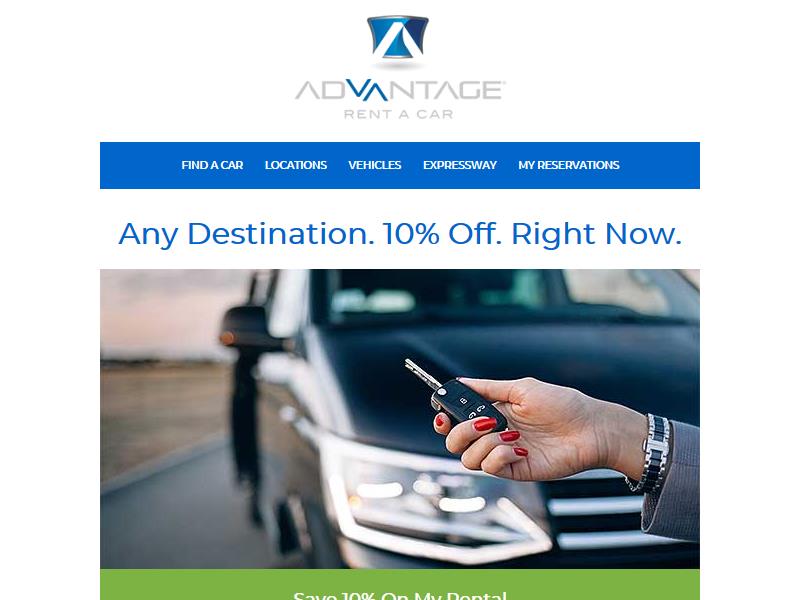 ADVANTAGE
RENT A CAR
FIND A CAR LOCATIONS VEHICLES EXPRESSWAY MY RESERVATIONS
Any Destination. 10% Off. Right Now.
Save 10% On My Rental